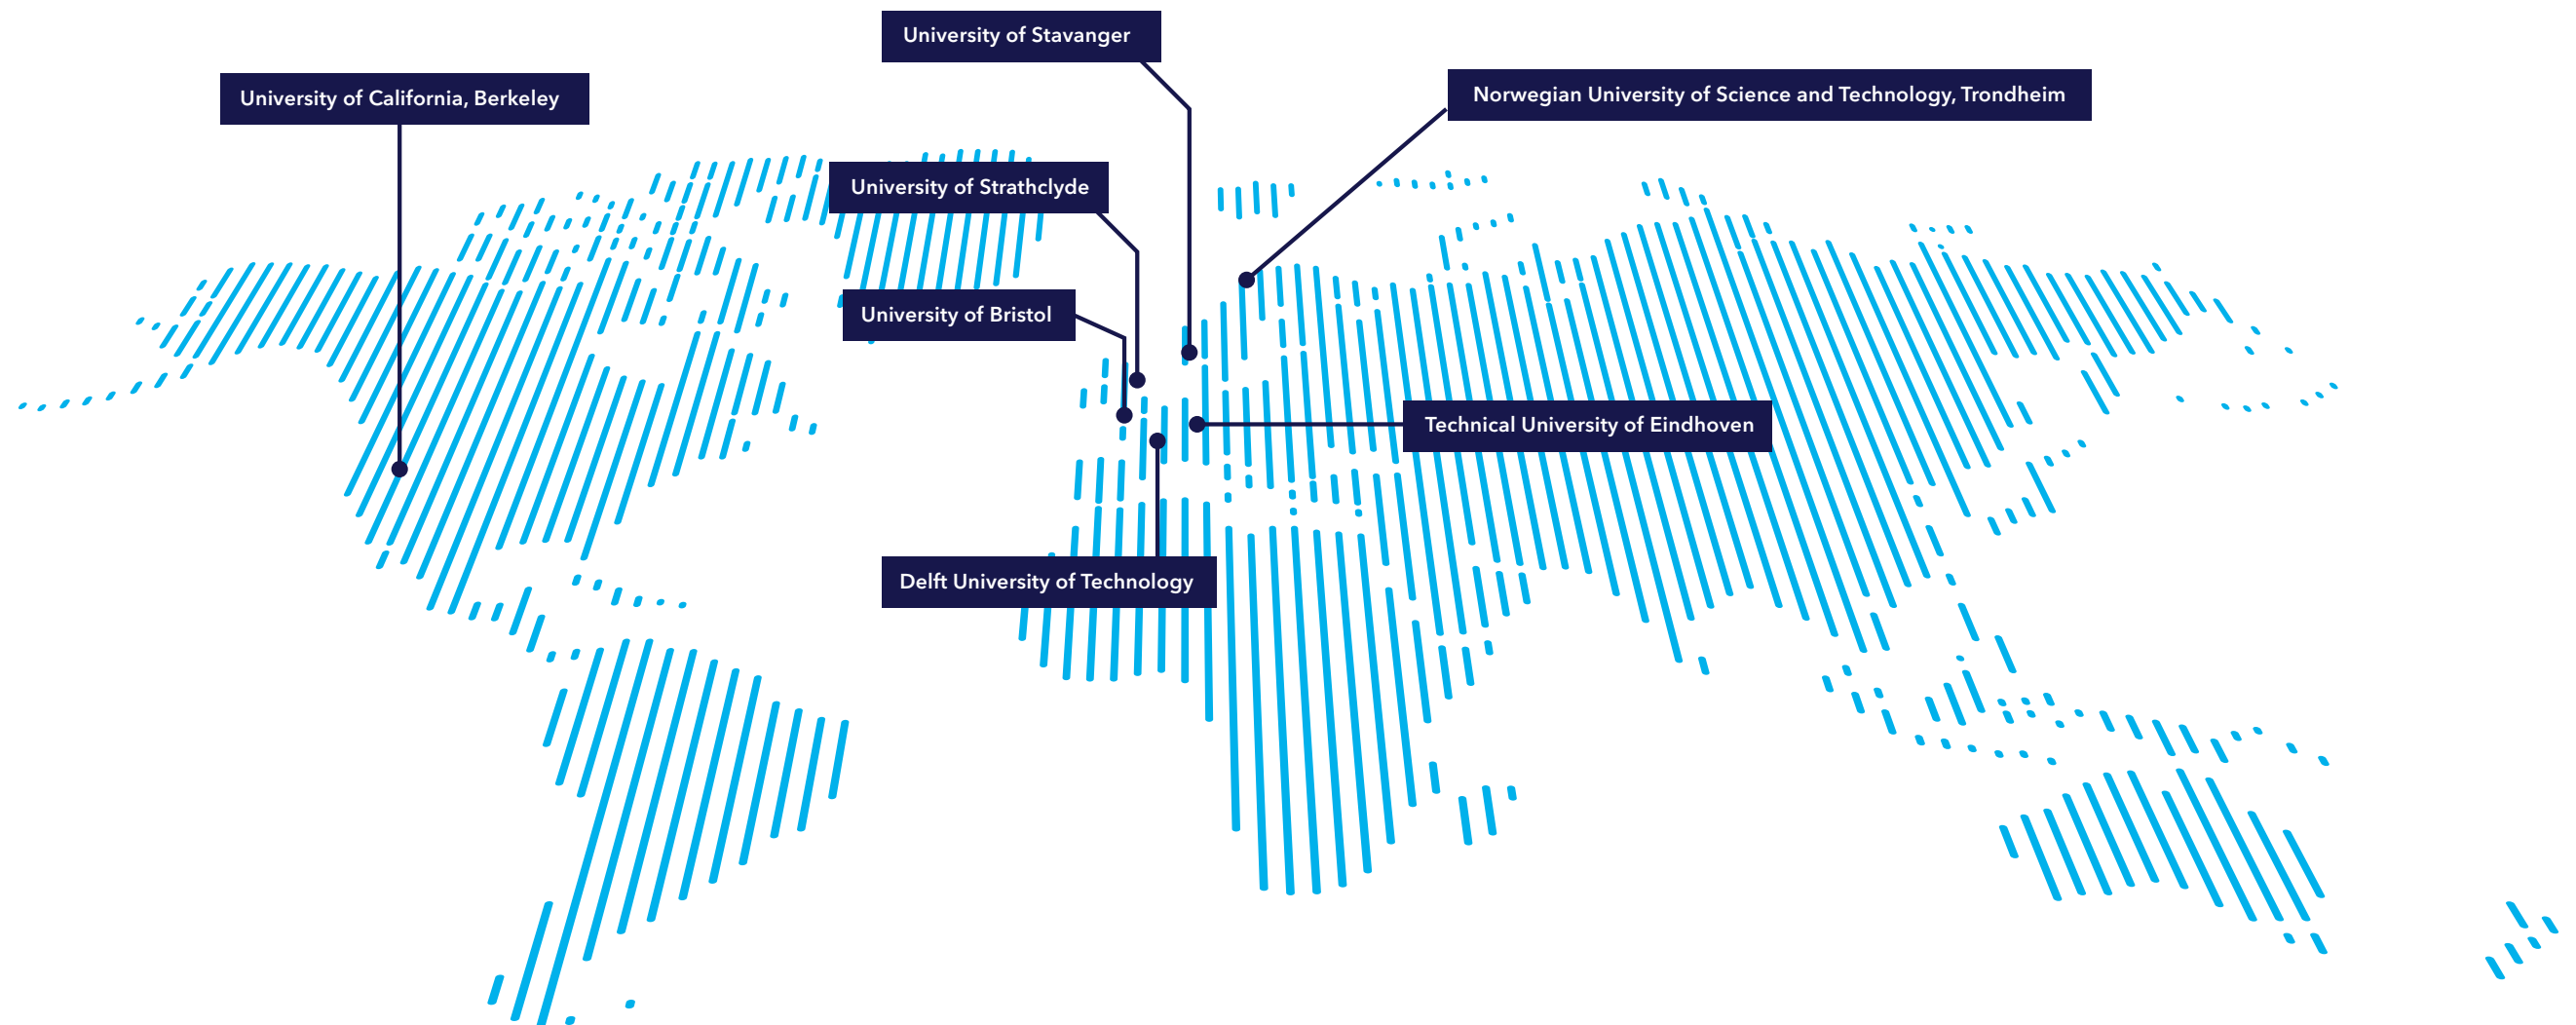 University of Stavanger
University of California, Berkeley
Norwegian University of Science and Technology, Trondheim
University of Strathclyde
University of Bristol
Technical University of Eindhoven
Delft University of Technology